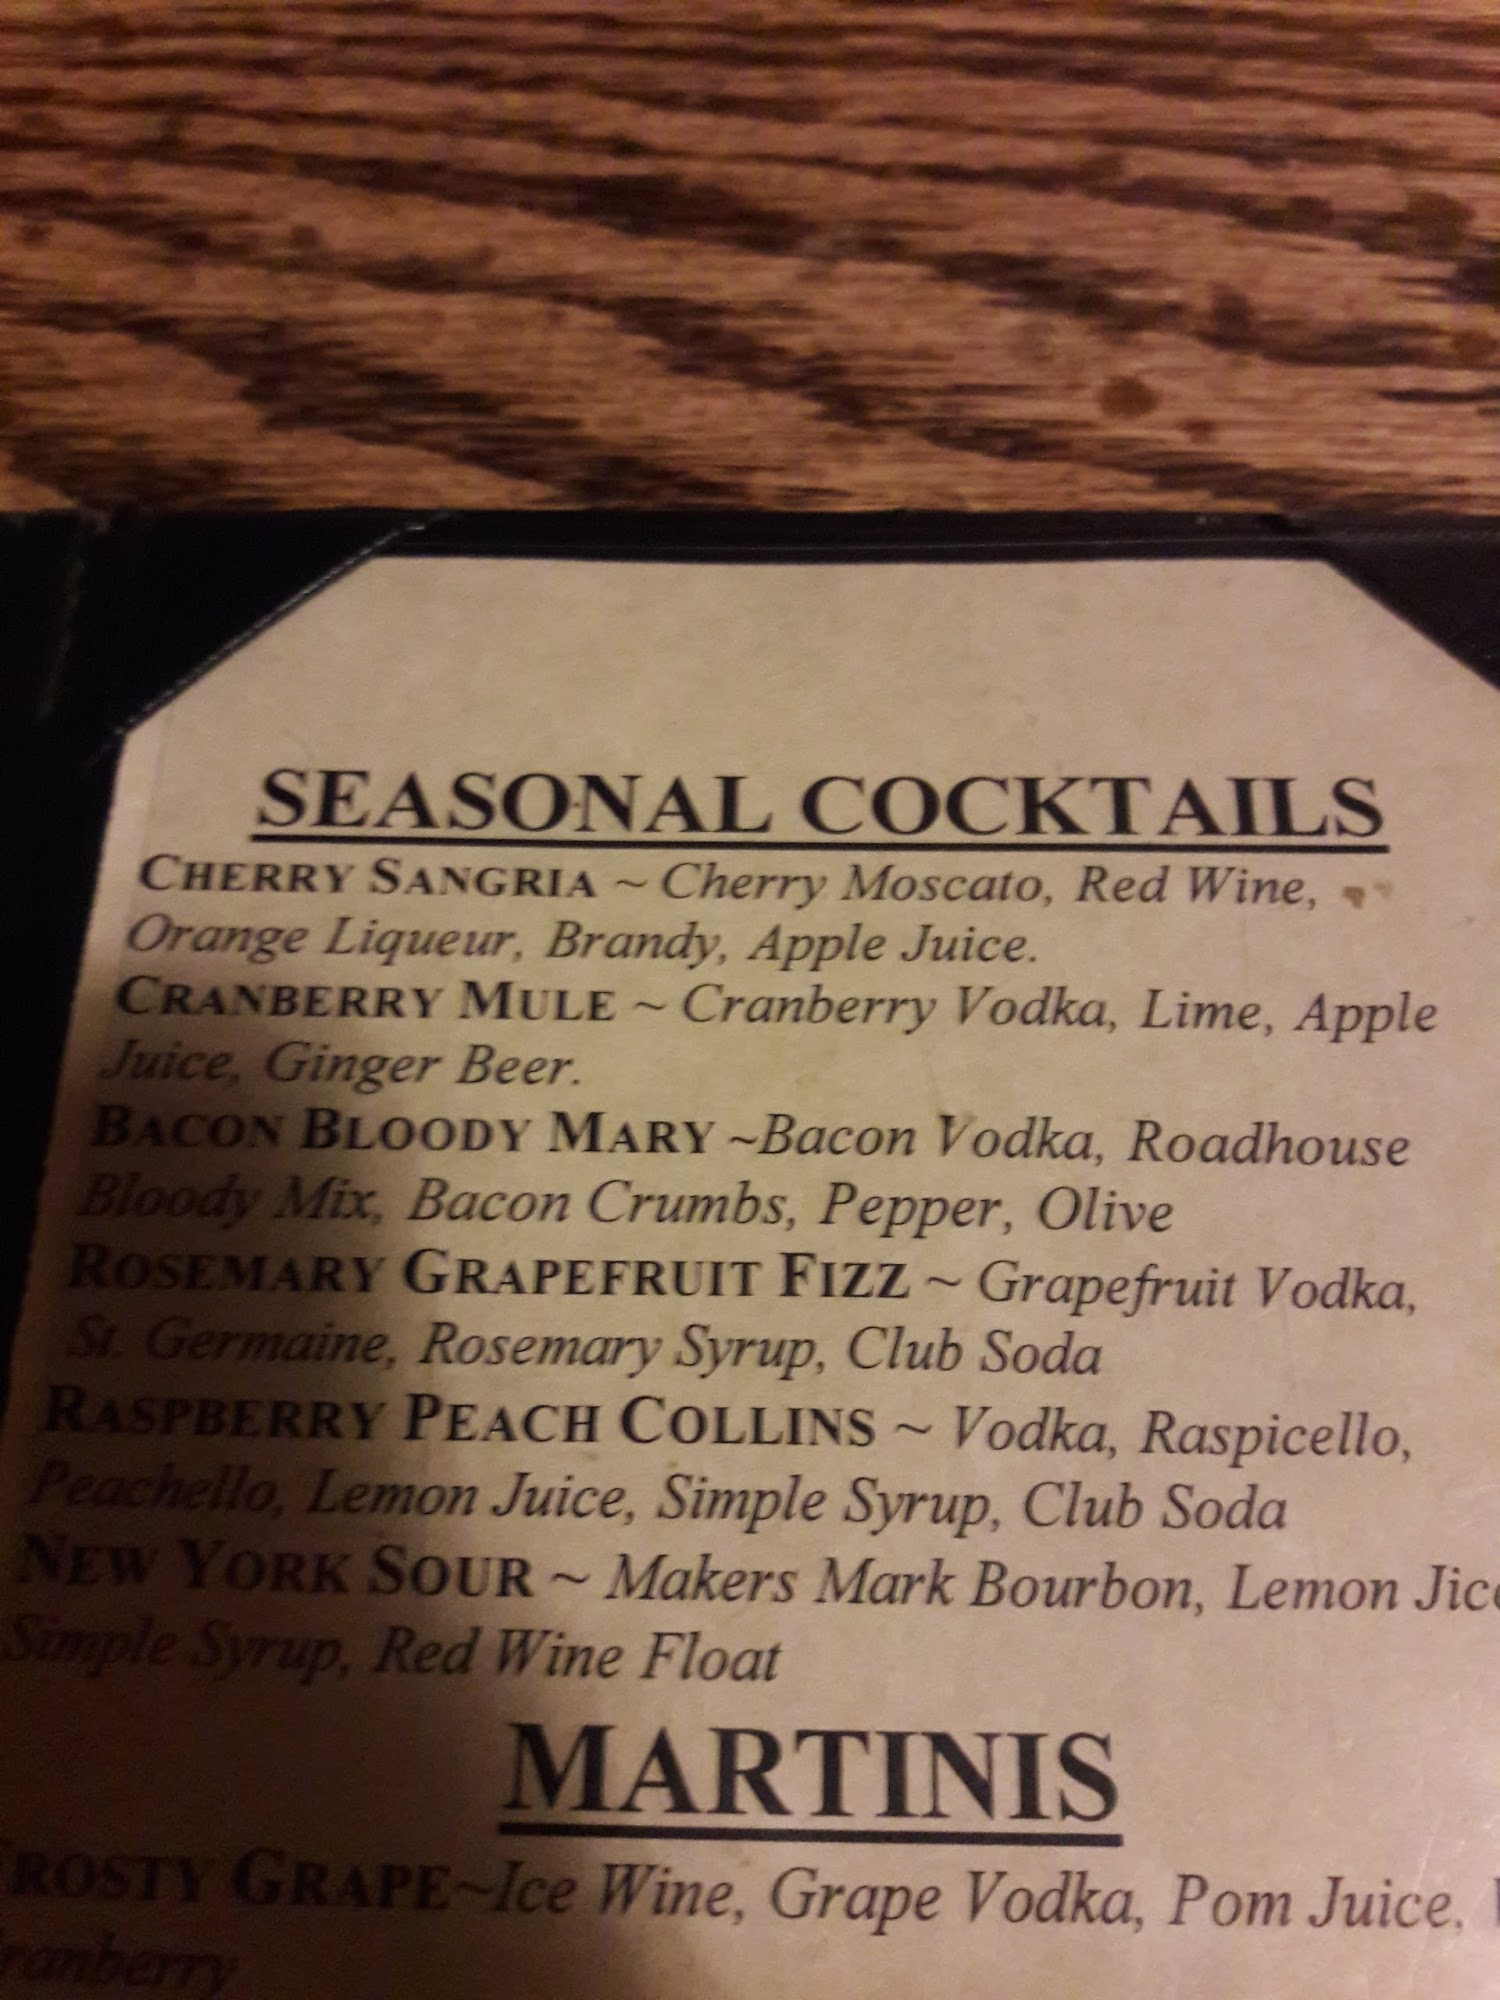 SEASONAL COCKTAILS
CHERRY SANGRIA ~ Cherry Moscato, Red Wine,
Orange Liqueur, Brandy, Apple Juice.
CRANBERRY MULE ~ Cranberry Vodka, Lime, Apple
Juice, Ginger Beer.
BACON BLOODY MARY ~Bacon Vodka, Roadhouse
Bloody Mix, Bacon Crumbs, Pepper, Olive
ROSEMARY GRAPEFRUIT FIZZ ~ Grapefruit Vodka,
St. Germaine, Rosemary Syrup, Club Soda
RASPBERRY PEACH COLLINS ~ Vodka, Raspicello,
Peachello, Lemon Juice, Simple Syrup, Club Soda
NEW YORK SOUR ~ Makers Mark Bourbon, Lemon Jice
Simple Syrup, Red Wine Float
MARTINIS
FROSTY GRAPE~Ice Wine, Grape Vodka, Pom Juice.
Cranberry